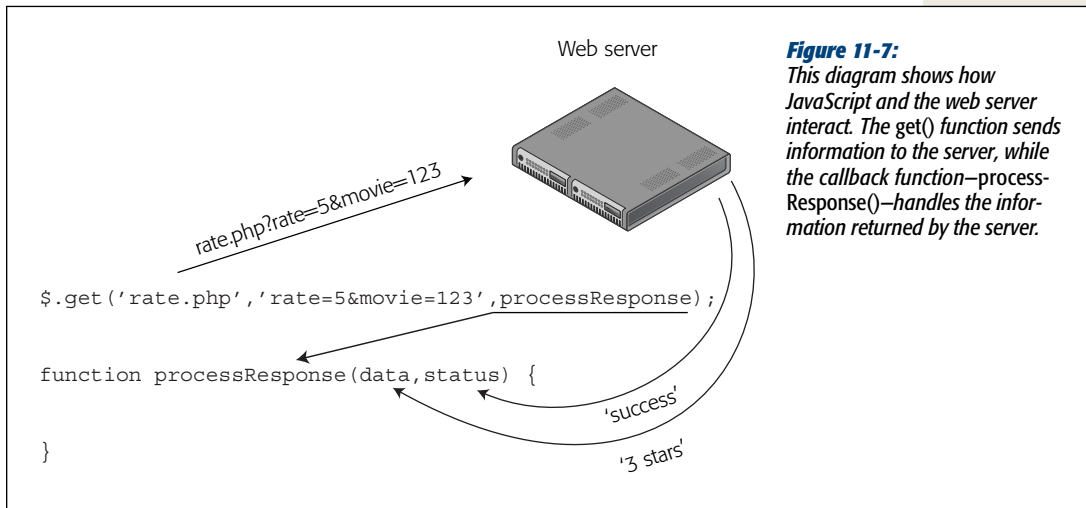 Web server
Figure 11-7:
This diagram shows how
JavaScript and the web server
interact. The get() function sends
information to the server, while
the callback function—process-
Response()—handles the infor-
mation returned by the server.
rate.php?rate=5&movie=123
$.get('rate.php','rate=5&movie=123',processResponse);
function processResponse(data,status) {
'success'
'3 stars'
}